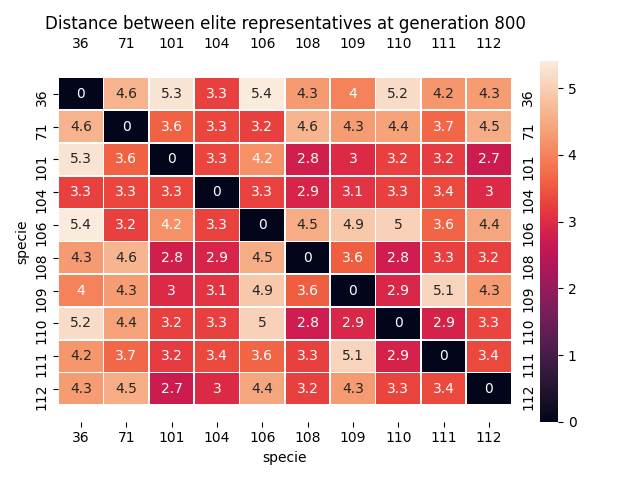 Distance between elite representatives at generation 800
36 71 101 104 106 108 109 110 111 112
36 0 4.6 5.3 3.3 5.4 4.3 4 5.2 4.2 4.3 36
71 4.6 0 3.6 3.3 3.2 4.6 4.3 4.4 3.7 4.5 71
101 5.3 3.6 0 3.3 4.2 2.8 3 3.2 3.2 2.7 101
104 3.3 3.3 3.3 0 3.3 2.9 3.1 3.3 3.4 3 104
106 5.4 3.2 4.2 3.3 0 4.5 4.9 5 3.6 4.4 106
108 4.3 4.6 2.8 2.9 4.5 0 3.6 2.8 3.3 3.2 108
109 4 4.3 3 3.1 4.9 3.6 0 2.9 5.1 4.3 109
110 5.2 4.4 3.2 3.3 5 2.8 2.9 0 2.9 3.3 110
111 4.2 3.7 3.2 3.4 3.6 3.3 5.1 2.9 0 3.4 111
112 4.3 4.5 2.7 3 4.4 3.2 4.3 3.3 3.4 0 112
36 71 101 104 106 108 109 110 111 112
specie
specie
5
4
3
2
1
0